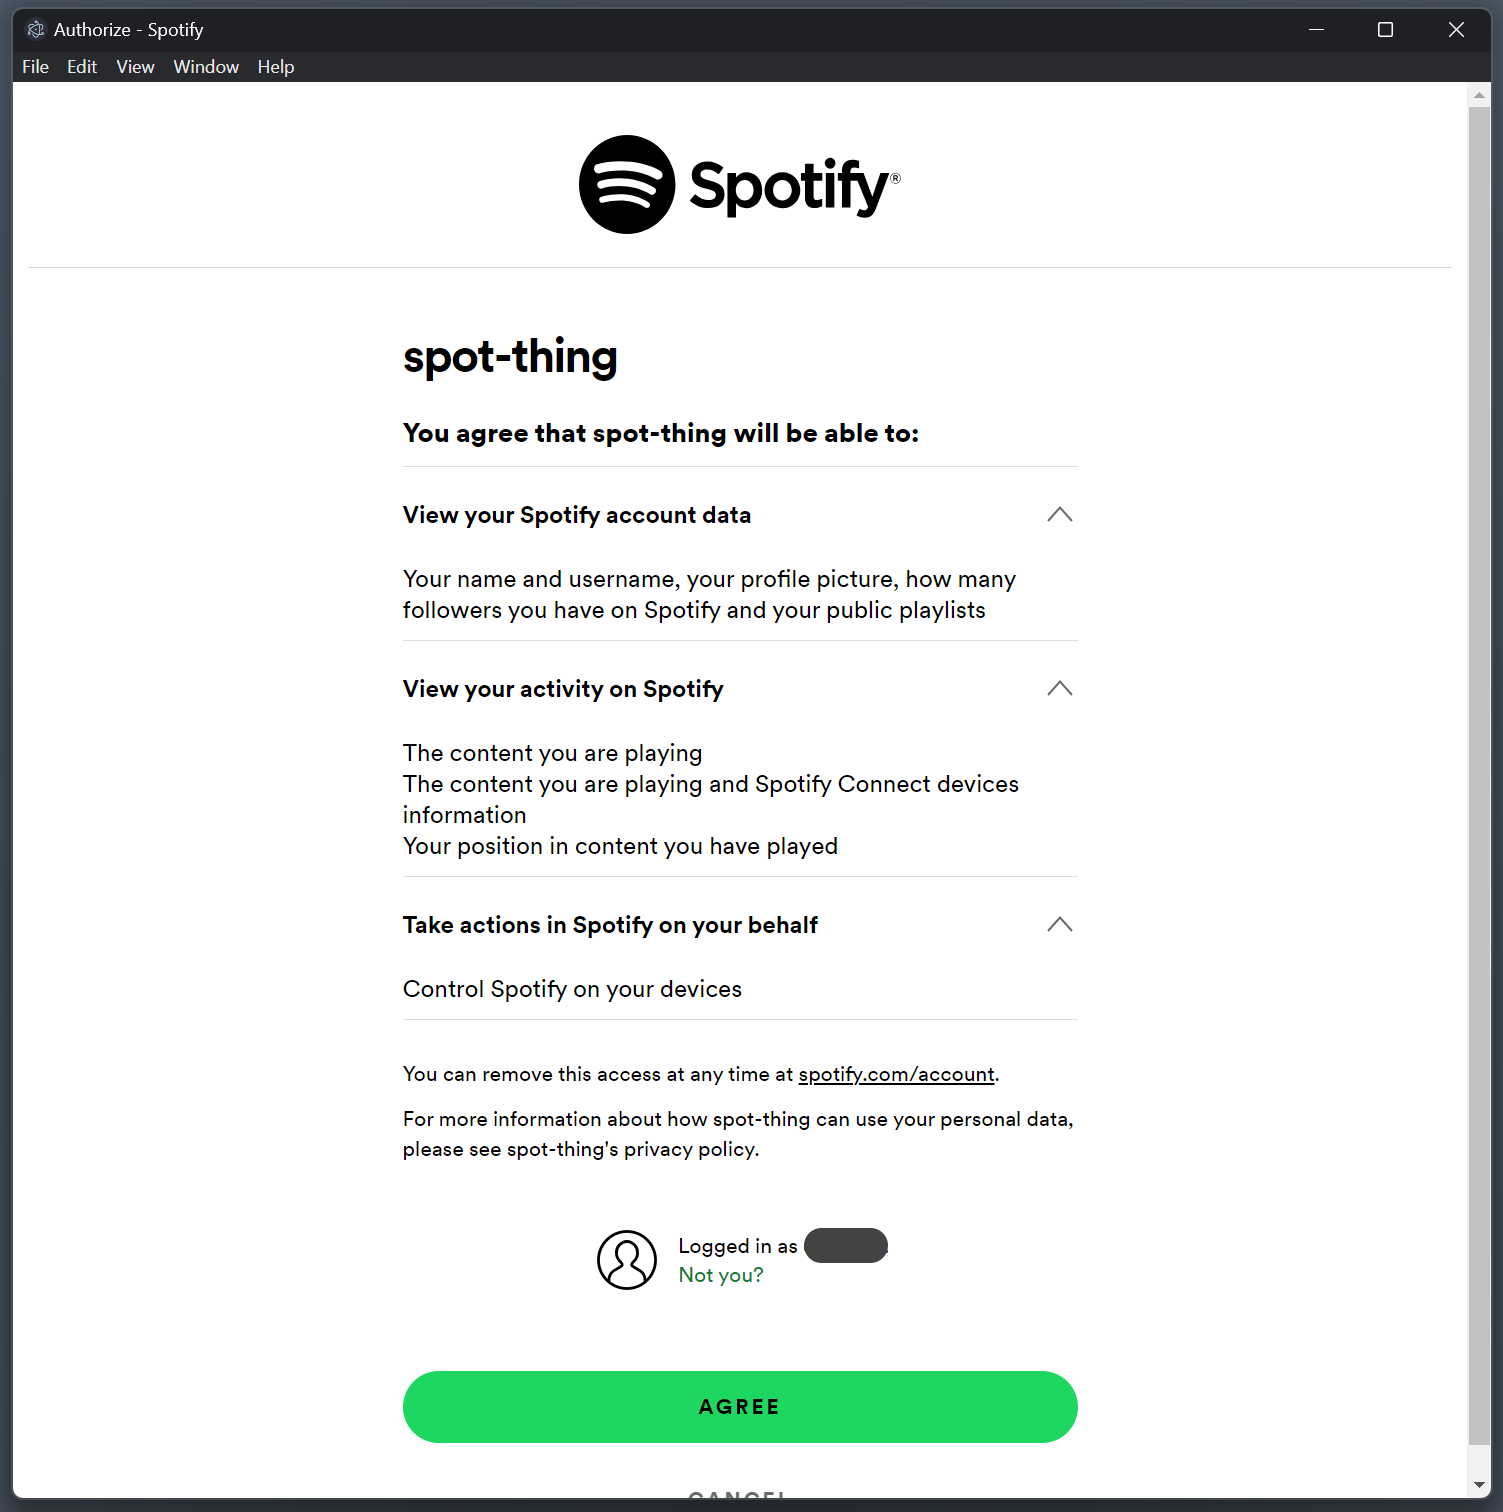 Authorize - Spotify
File Edit View Window Help
Spotify®
spot-thing
You agree that spot-thing will be able to:
View your Spotify account data
Your name and username, your profile picture, how many
followers you have on Spotify and your public playlists
View your activity on Spotify
The content you are playing
The content you are playing and Spotify Connect devices
information
Your position in content you have played
Take actions in Spotify on your behalf
Control Spotify on your devices
You can remove this access at any time at spotify.com/account.
For more information about how spot-thing can use your personal data,
please see spot-thing's privacy policy.
Logged in as
Not you?
AGREE
CANCEL